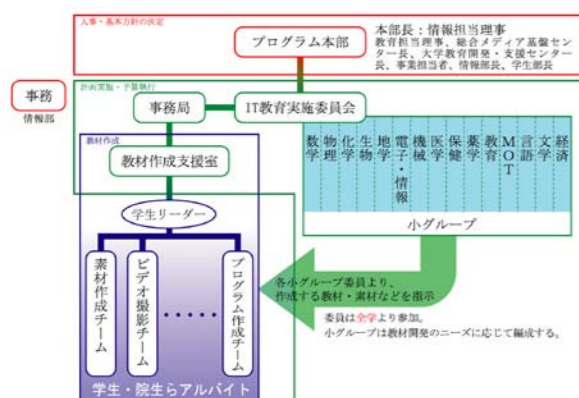 人事・基本方針の決定
プログラム本部
本部長：情報担当理事
教育担当理事、総合メディア基盤セン
ター長、大学教育開発・支援センター
長、事業担当者、情報部長、学生部長
計画実施・予算執行
事務
情報部
事務局
IT教育実施委員会
教材作成
教材作成支援室
数学
物理
化学
生物
地学
電子・情報
機械
医学
保健
薬学
教育
MOT
言語
文学
経済
小グループ
学生リーダー
素材作成チーム
ビデオ撮影チーム
・・・・・
プログラム作成チーム
各小グループ委員より、
作成する教材・素材などを指示
委員は全学より参加。
小グループは教材開発のニーズに応じて編成する。
学生・院生らアルバイト